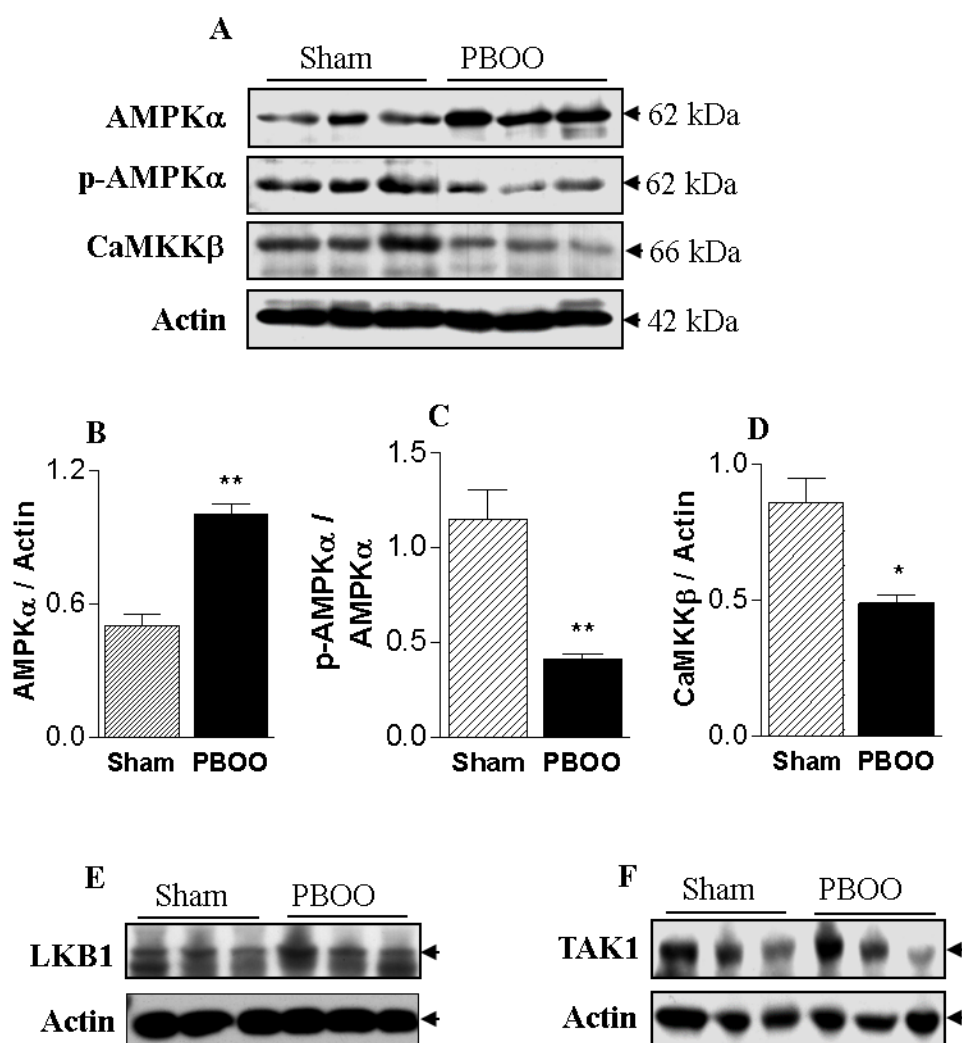 A
Sham PBOO
AMPKα 62 kDa
p-AMPKα 62 kDa
CaMKKβ 66 kDa
Actin 42 kDa
B
AMPKα / Actin
1.2
0.6
0.0
**
Sham PBOO
C
p-AMPKα /
AMPKα
1.5
1.0
0.5
0.0
**
Sham PBOO
D
CaMKKβ / Actin
1.0
0.5
0.0
*
Sham PBOO
E
Sham PBOO
LKB1
Actin
F
Sham PBOO
TAK1
Actin